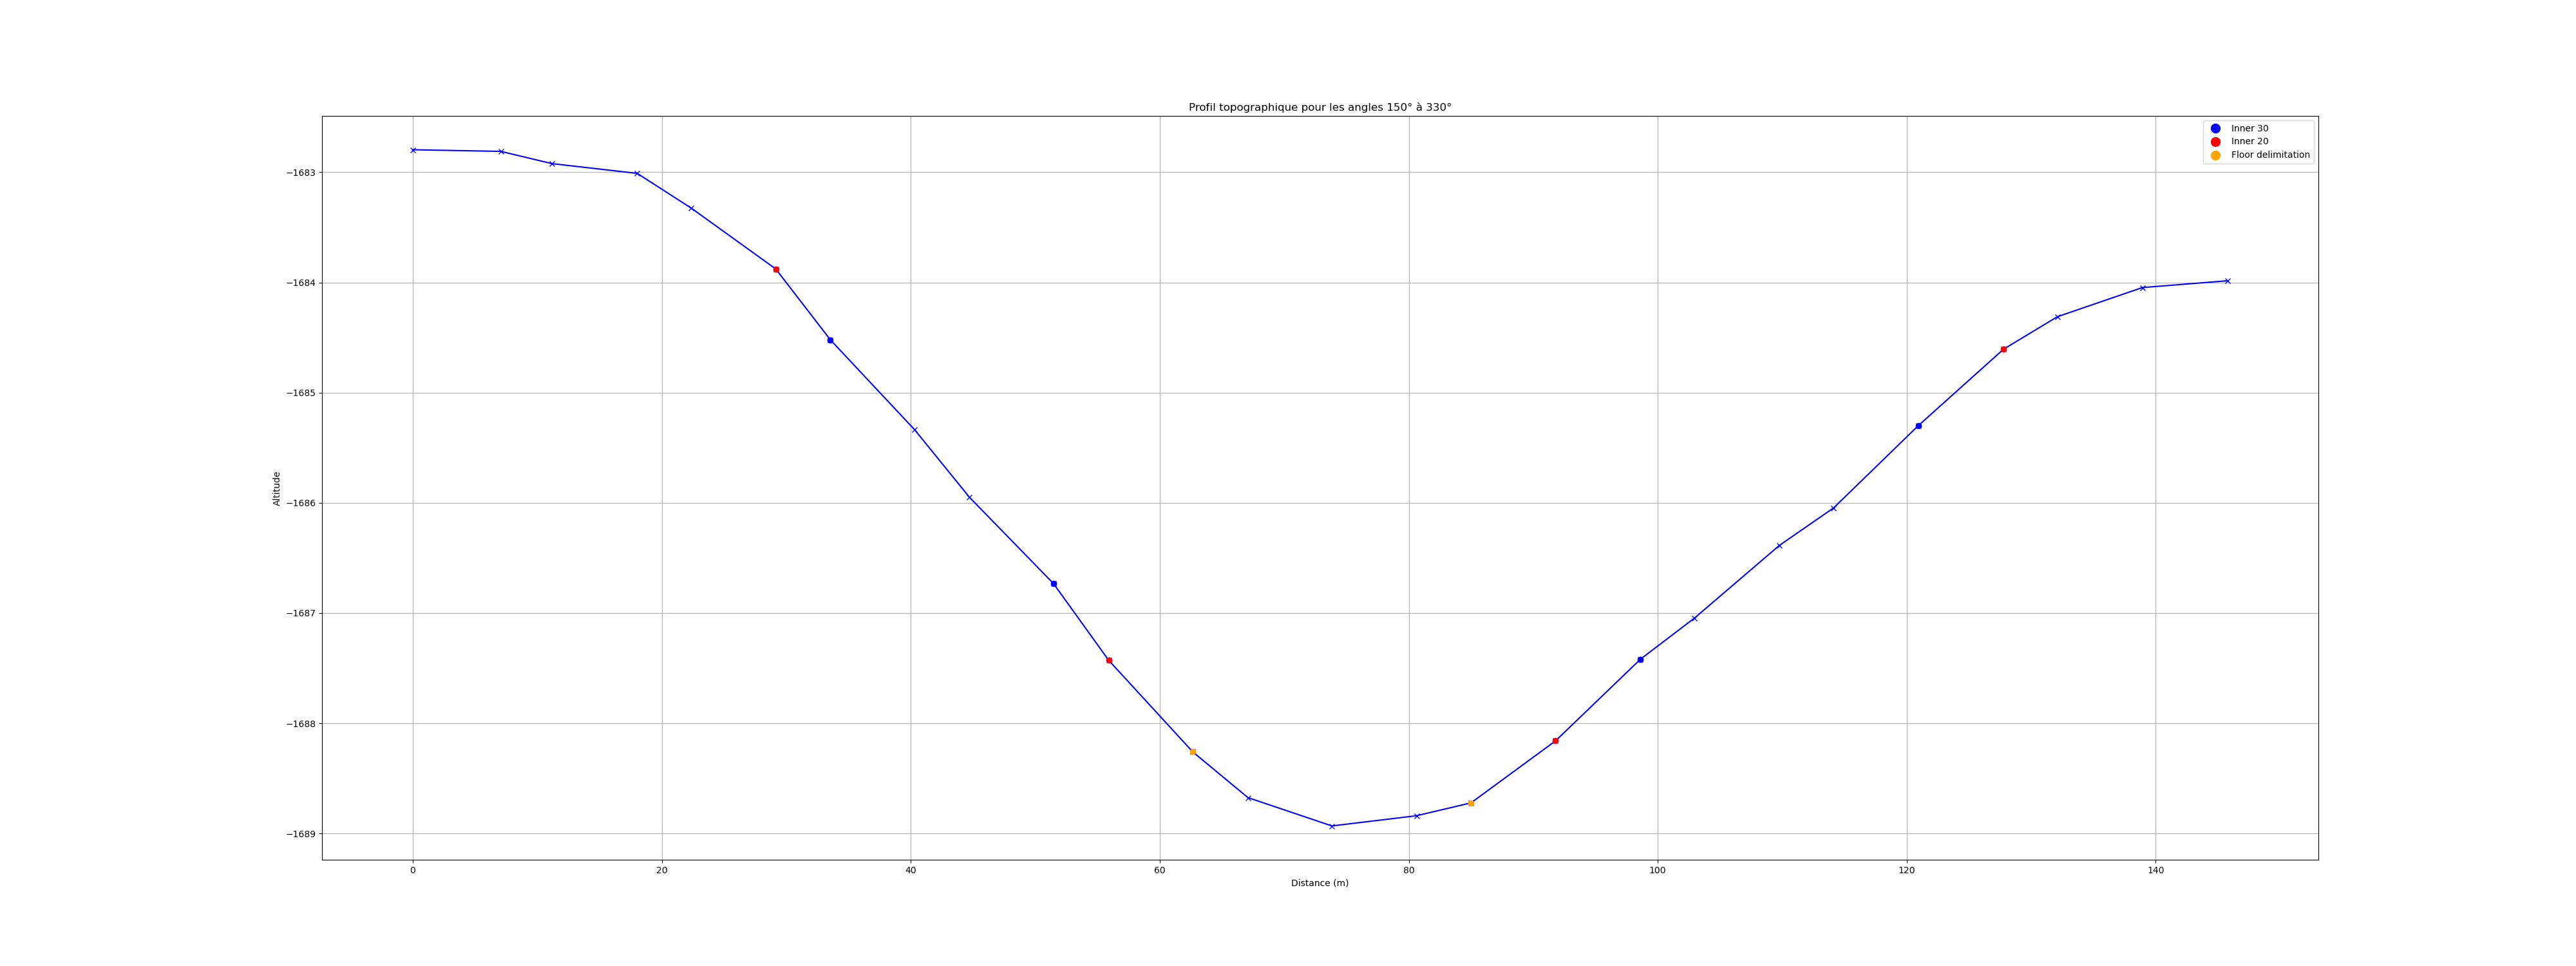 Profil topographique pour les angles 150° à 330°
Inner 30
Inner 20
Floor delimitation
−1683
−1684
−1685
−1686
−1687
−1688
−1689
Altitude
0 20 40 60 80 100 120 140
Distance (m)